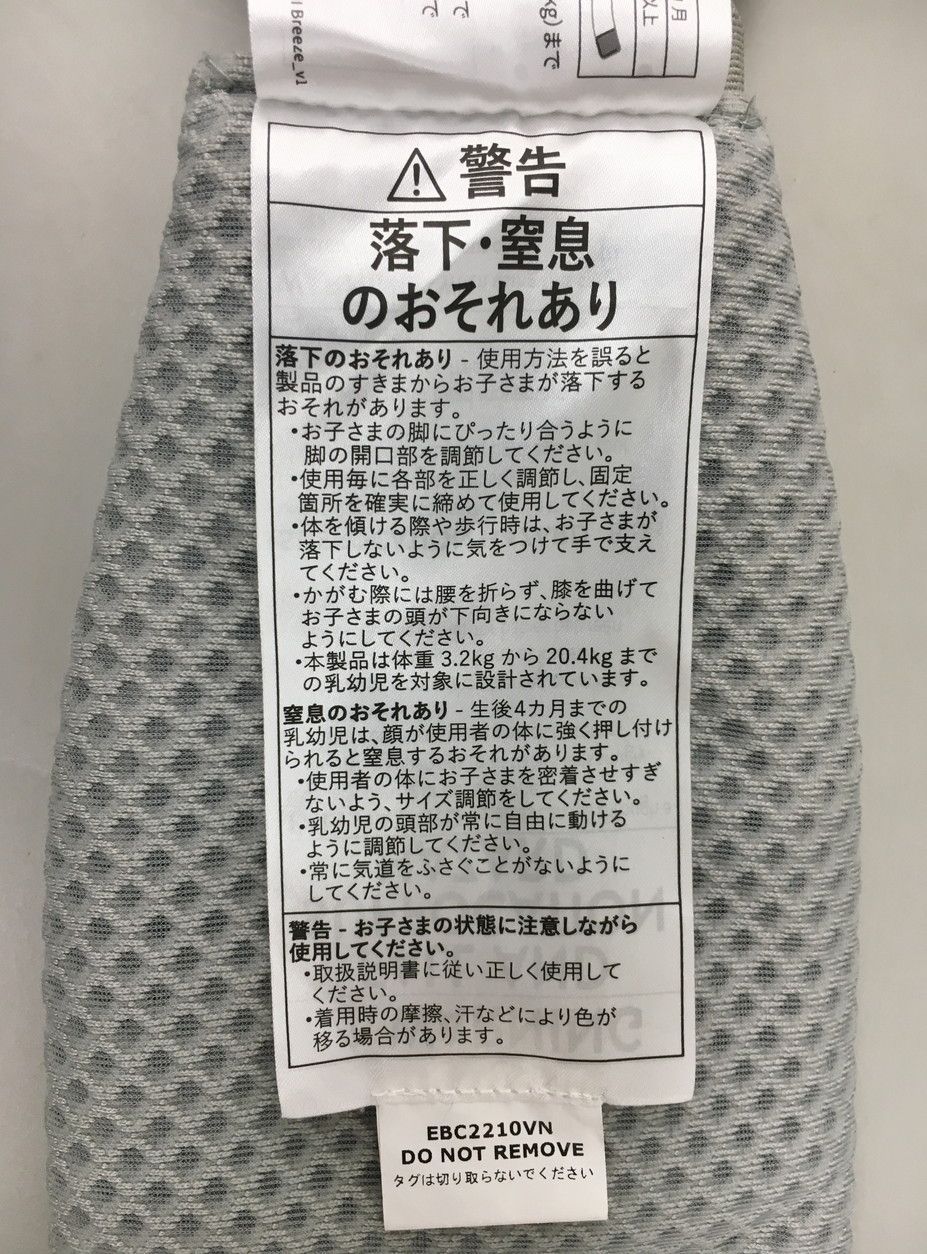 月
以上
kg) まで
で
で
Breeze_v1
警告
落下・窒息
のおそれあり
落下のおそれあり - 使用方法を誤ると
製品のすきまからお子さまが落下する
おそれがあります。
・お子さまの脚にぴったり合うように
脚の開口部を調節してください。
・使用毎に各部を正しく調節し、固定
箇所を確実に締めて使用してください。
・体を傾ける際や歩行時は、お子さまが
落下しないように気をつけて手で支え
てください。
・かがむ際には腰を折らず、膝を曲げて
お子さまの頭が下向きにならない
ようにしてください。
・本製品は体重 3.2kg から 20.4kg まで
の乳幼児を対象に設計されています。
窒息のおそれあり - 生後4カ月までの
乳幼児は、顔が使用者の体に強く押し付け
られると窒息するおそれがあります。
・使用者の体にお子さまを密着させすぎ
ないよう、サイズ調節をしてください。
・乳幼児の頭部が常に自由に動ける
ように調節してください。
・常に気道をふさぐことがないように
してください。
警告 - お子さまの状態に注意しながら
使用してください。
・取扱説明書に従い正しく使用して
ください。
・着用時の摩擦、汗などにより色が
移る場合があります。
EBC2210VN
DO NOT REMOVE
タグは切り取らないでください